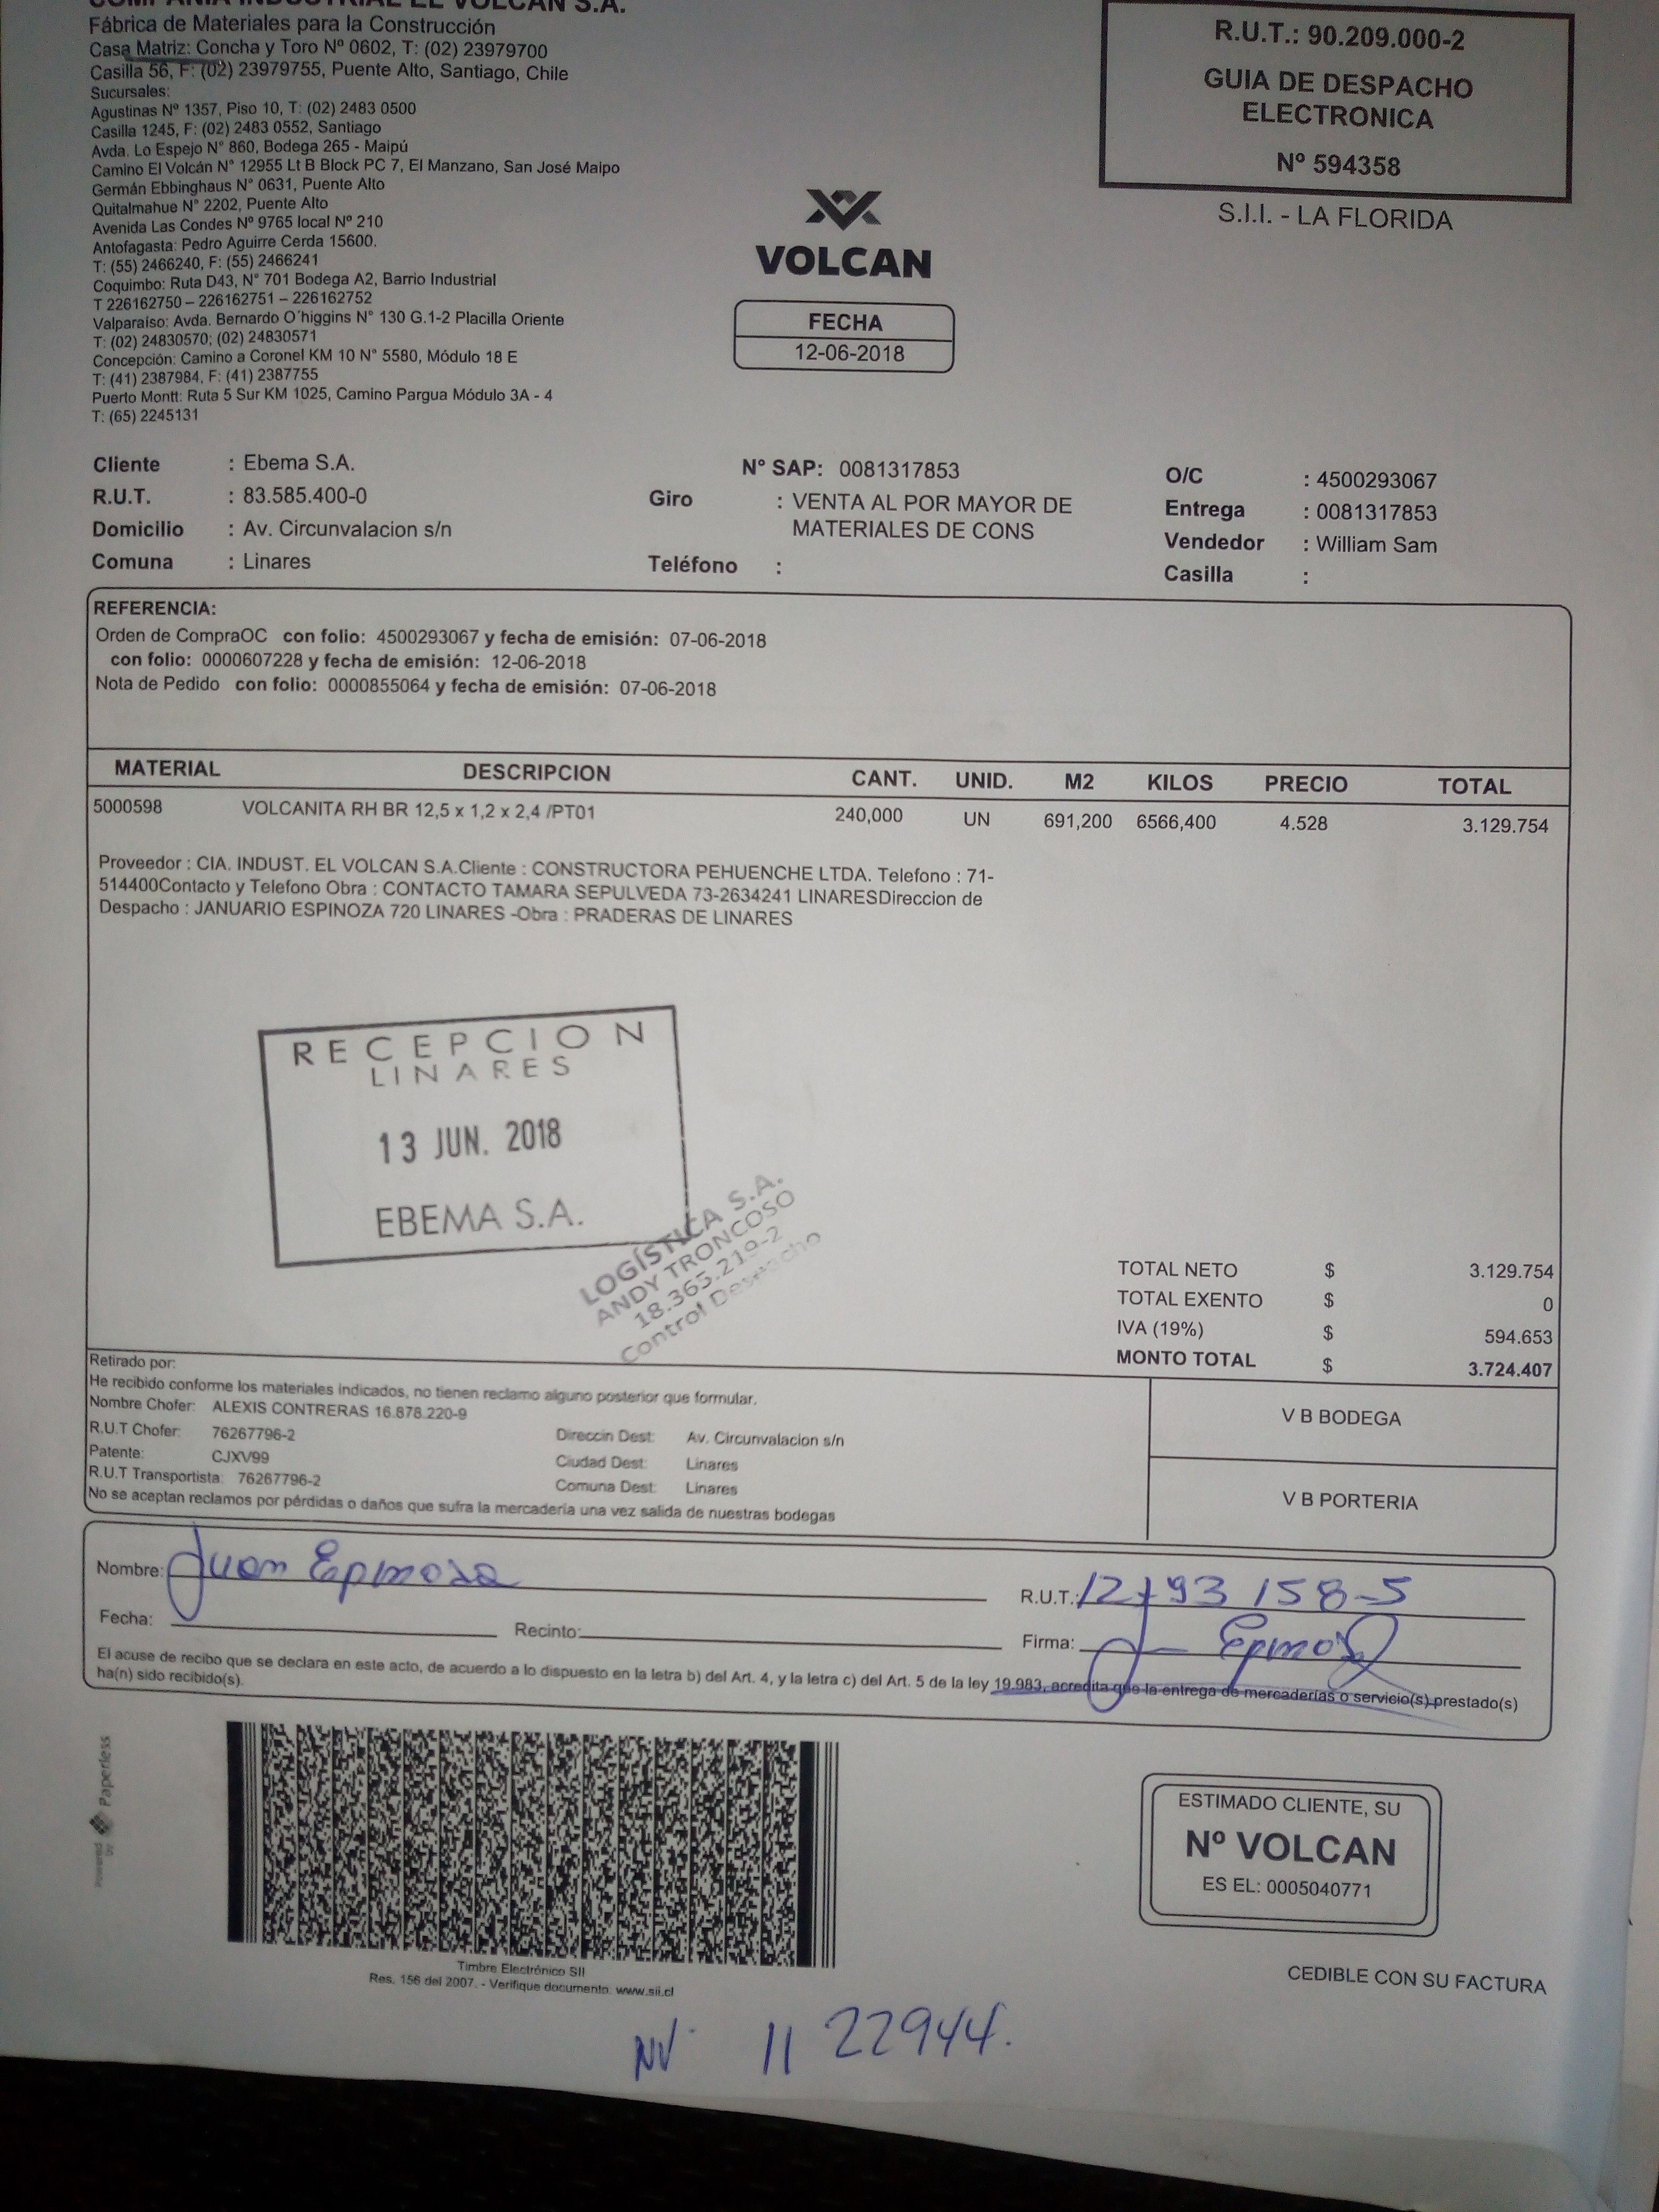 COMPAÑIA INDUSTRIAL EL VOLCAN S.A.
Fábrica de Materiales para la Construcción
Casa Matriz: Concha y Toro Nº 0602, T: (02) 23979700
Casilla 56, F: (02) 23979755, Puente Alto, Santiago, Chile
Sucursales:
Agustinas Nº 1357, Piso 10, T: (02) 2483 0500
Casilla 1245, F: (02) 2483 0552, Santiago
Avda. Lo Espejo N° 860, Bodega 265 - Maipú
Camino El Volcán N° 12955 Lt B Block PC 7, El Manzano, San José Maipo
Germán Ebbinghaus N° 0631, Puente Alto
Quitalmahue N° 2202, Puente Alto
Avenida Las Condes Nº 9765 local Nº 210
Antofagasta: Pedro Aguirre Cerda 15600.
T: (55) 2466240, F: (55) 2466241
Coquimbo: Ruta D43, N° 701 Bodega A2, Barrio Industrial
T 226162750 – 226162751 – 226162752
Valparaiso: Avda. Bernardo O´higgins N° 130 G.1-2 Placilla Oriente
T: (02) 24830570; (02) 24830571
Concepción: Camino a Coronel KM 10 N° 5580, Módulo 18 E
T: (41) 2387984, F: (41) 2387755
Puerto Montt: Ruta 5 Sur KM 1025, Camino Pargua Módulo 3A - 4
T: (65) 2245131
VOLCAN
FECHA
12-06-2018
R.U.T.: 90.209.000-2
GUIA DE DESPACHO
ELECTRONICA
Nº 594358
S.I.I. - LA FLORIDA
Cliente : Ebema S.A.
R.U.T. : 83.585.400-0
Domicilio : Av. Circunvalacion s/n
Comuna : Linares
N° SAP: 0081317853
Giro : VENTA AL POR MAYOR DE
MATERIALES DE CONS
Teléfono :
O/C : 4500293067
Entrega : 0081317853
Vendedor : William Sam
Casilla :
REFERENCIA:
Orden de CompraOC con folio: 4500293067 y fecha de emisión: 07-06-2018
con folio: 0000607228 y fecha de emisión: 12-06-2018
Nota de Pedido con folio: 0000855064 y fecha de emisión: 07-06-2018
MATERIAL DESCRIPCION CANT. UNID. M2 KILOS PRECIO TOTAL
5000598 VOLCANITA RH BR 12,5 x 1,2 x 2,4 /PT01 240,000 UN 691,200 6566,400 4.528 3.129.754
Proveedor : CIA. INDUST. EL VOLCAN S.A.Cliente : CONSTRUCTORA PEHUENCHE LTDA. Telefono : 71-
514400Contacto y Telefono Obra : CONTACTO TAMARA SEPULVEDA 73-2634241 LINARESDireccion de
Despacho : JANUARIO ESPINOZA 720 LINARES -Obra : PRADERAS DE LINARES
RECEPCION
LINARES
13 JUN. 2018
EBEMA S.A.
LOGÍSTICA S.A.
ANDY TRONCOSO
18.365.219-2
Control Despacho
TOTAL NETO $ 3.129.754
TOTAL EXENTO $ 0
IVA (19%) $ 594.653
MONTO TOTAL $ 3.724.407
Retirado por:
He recibido conforme los materiales indicados, no tienen reclamo alguno posterior que formular.
Nombre Chofer: ALEXIS CONTRERAS 16.878.220-9
R.U.T Chofer: 76267796-2 Direccin Dest: Av. Circunvalacion s/n
Patente: CJXV99 Ciudad Dest: Linares
R.U.T Transportista: 76267796-2 Comuna Dest: Linares
No se aceptan reclamos por pérdidas o daños que sufra la mercadería una vez salida de nuestras bodegas
V B BODEGA
V B PORTERIA
Nombre: Juan Epinoza R.U.T.: 12793158-5
Fecha: Recinto: Firma: J Epinoza
El acuse de recibo que se declara en este acto, de acuerdo a lo dispuesto en la letra b) del Art. 4, y la letra c) del Art. 5 de la ley 19.983, acredita que la entrega de mercaderías o servicio(s) prestado(s)
ha(n) sido recibido(s).
Powered by Paperless
Timbre Electrónico SII
Res. 156 del 2007. - Verifique documento: www.sii.cl
ESTIMADO CLIENTE, SU
Nº VOLCAN
ES EL: 0005040771
CEDIBLE CON SU FACTURA
NV 1122944.